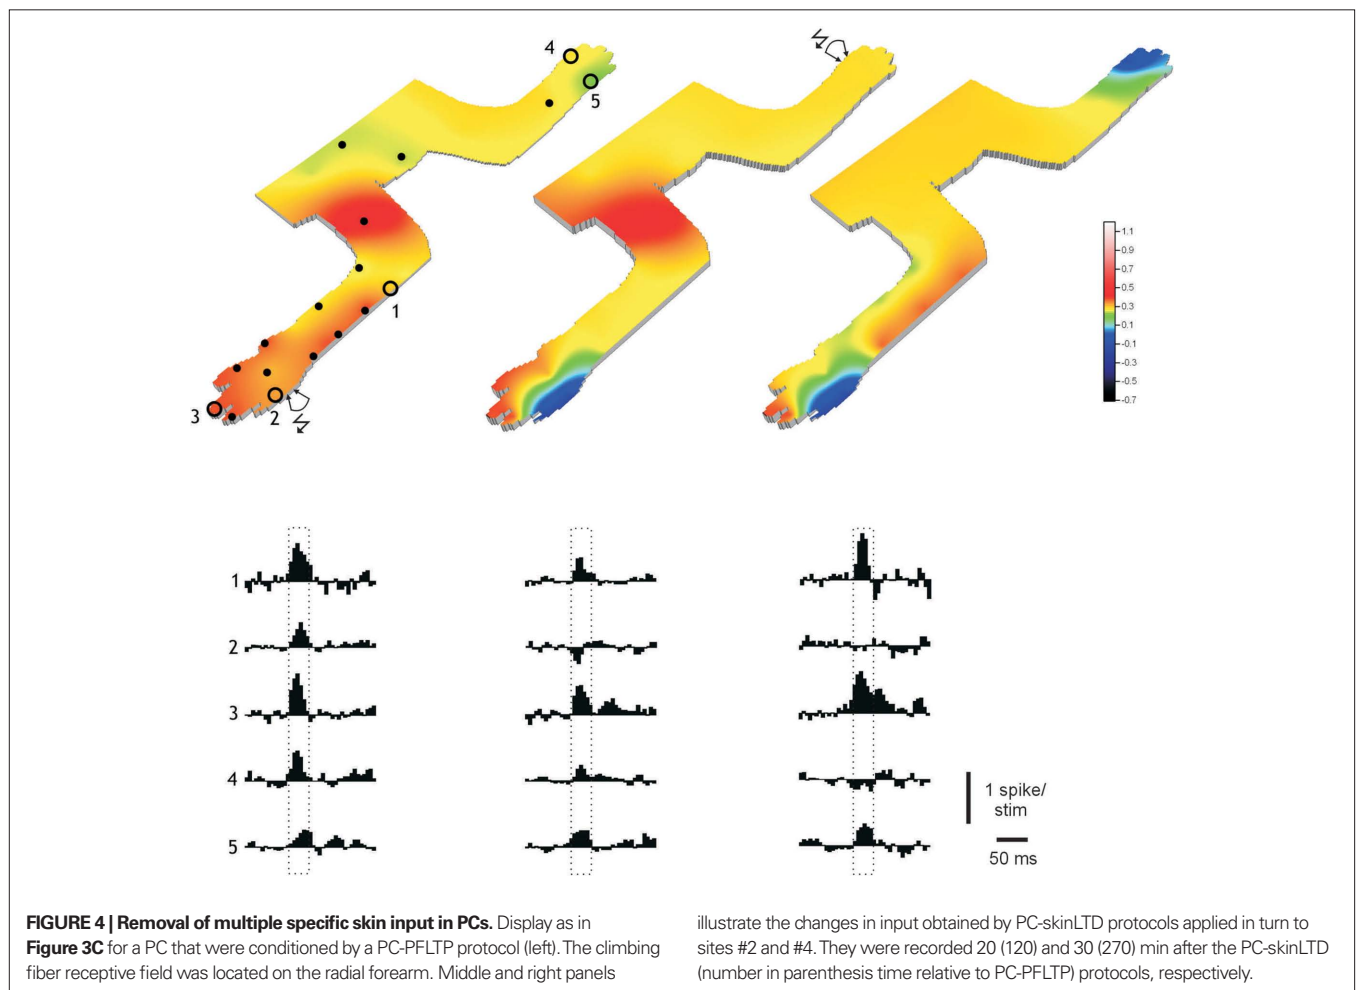 4
5
1
2
3
1.1
0.9
0.7
0.5
0.3
0.1
-0.1
-0.3
-0.5
-0.7
1
2
3
4
5
1 spike/
stim
50 ms
FIGURE 4 | Removal of multiple specific skin input in PCs. Display as in
Figure 3C for a PC that were conditioned by a PC-PFLTP protocol (left). The climbing
fiber receptive field was located on the radial forearm. Middle and right panels
illustrate the changes in input obtained by PC-skinLTD protocols applied in turn to
sites #2 and #4. They were recorded 20 (120) and 30 (270) min after the PC-skinLTD
(number in parenthesis time relative to PC-PFLTP) protocols, respectively.